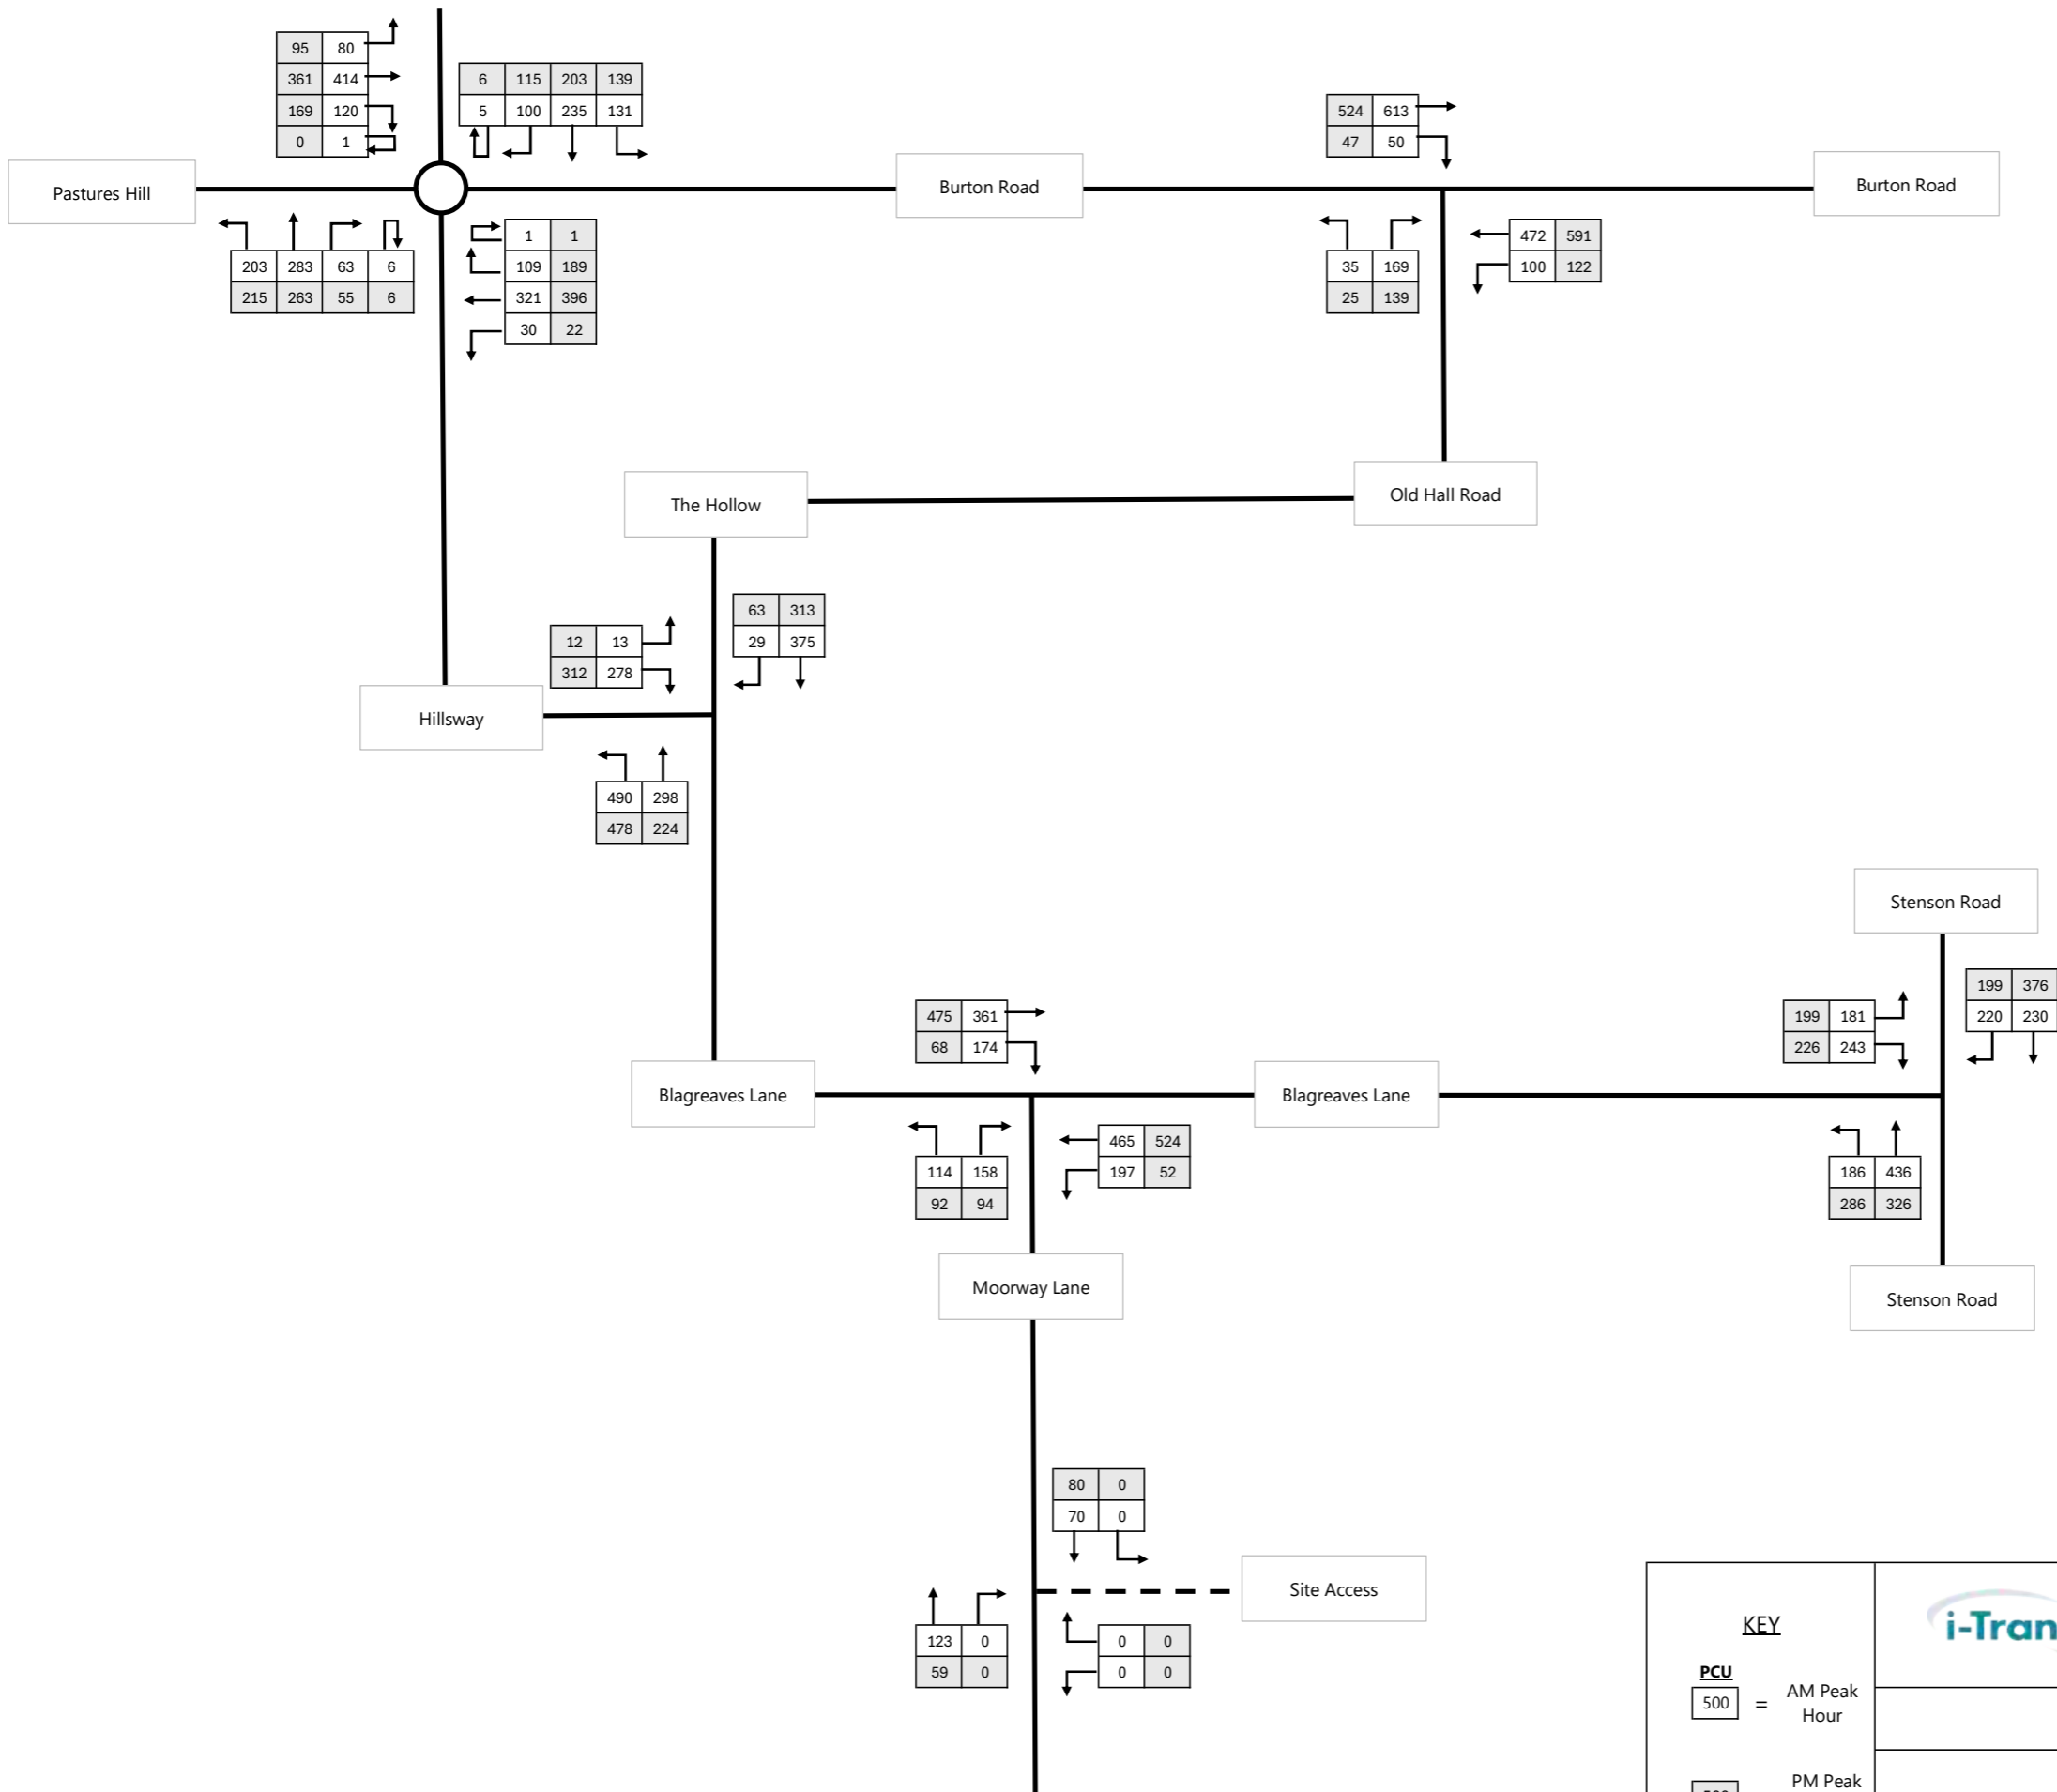 95 80
361 414
169 120
0 1
6 115 203 139
5 100 235 131
524 613
47 50
Pastures Hill
Burton Road
Burton Road
203 283 63 6
215 263 55 6
1 1
109 189
321 396
30 22
35 169
25 139
472 591
100 122
The Hollow
Old Hall Road
12 13
312 278
63 313
29 375
Hillsway
490 298
478 224
Stenson Road
475 361
68 174
199 181
226 243
199 376
220 230
Blagreaves Lane
Blagreaves Lane
114 158
92 94
465 524
197 52
186 436
286 326
Moorway Lane
Stenson Road
80 0
70 0
Site Access
123 0
59 0
0 0
0 0
KEY
i-Tran
PCU
500 = AM Peak
Hour
PM Peak